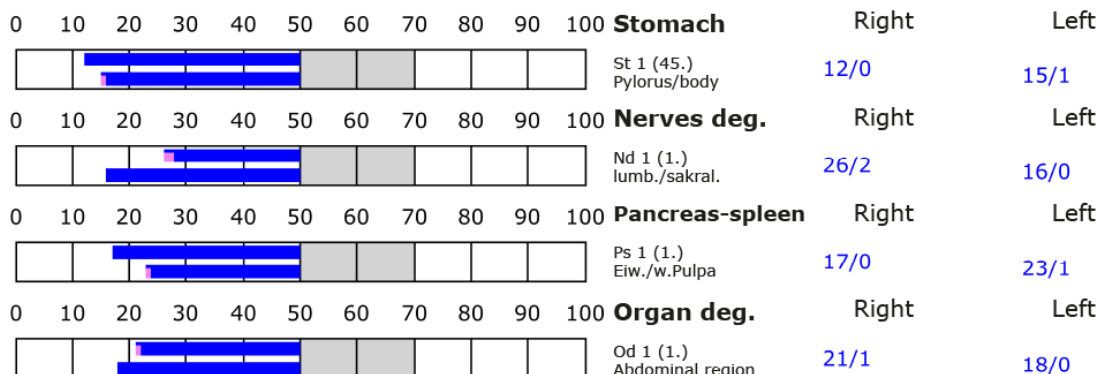 0 10 20 30 40 50 60 70 80 90 100 Stomach Right Left
St 1 (45.) 12/0 15/1
Pylorus/body
0 10 20 30 40 50 60 70 80 90 100 Nerves deg. Right Left
Nd 1 (1.) 26/2 16/0
lumb./sakral.
0 10 20 30 40 50 60 70 80 90 100 Pancreas-spleen Right Left
Ps 1 (1.) 17/0 23/1
Eiw./w.Pulpa
0 10 20 30 40 50 60 70 80 90 100 Organ deg. Right Left
Od 1 (1.) 21/1 18/0
Abdominal region